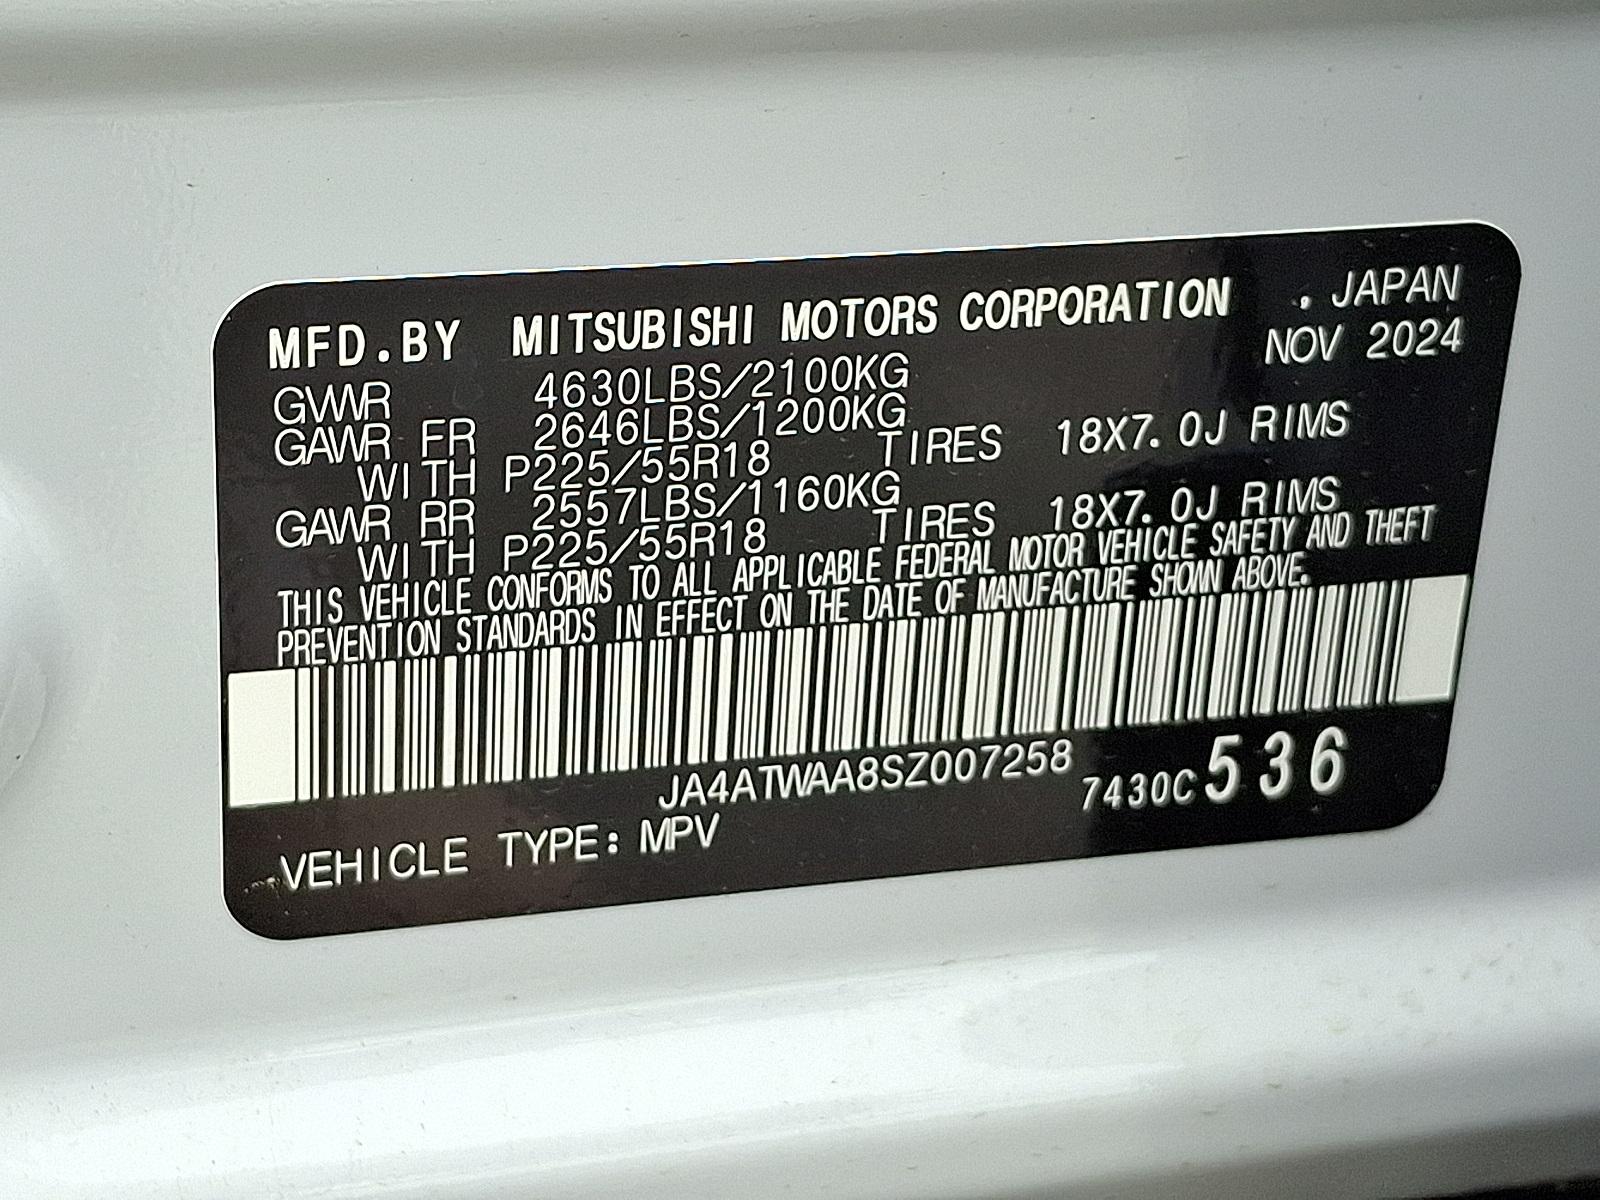 MFD.BY MITSUBISHI MOTORS CORPORATION . JAPAN
NOV 2024
GVWR 4630LBS/2100KG
GAWR FR 2646LBS/1200KG
WITH P225/55R18 TIRES 18X7.0J RIMS
GAWR RR 2557LBS/1160KG
WITH P225/55R18 TIRES 18X7.0J RIMS
THIS VEHICLE CONFORMS TO ALL APPLICABLE FEDERAL MOTOR VEHICLE SAFETY AND THEFT
PREVENTION STANDARDS IN EFFECT ON THE DATE OF MANUFACTURE SHOWN ABOVE.
JA4ATWAA8SZ007258
7430C 536
VEHICLE TYPE: MPV